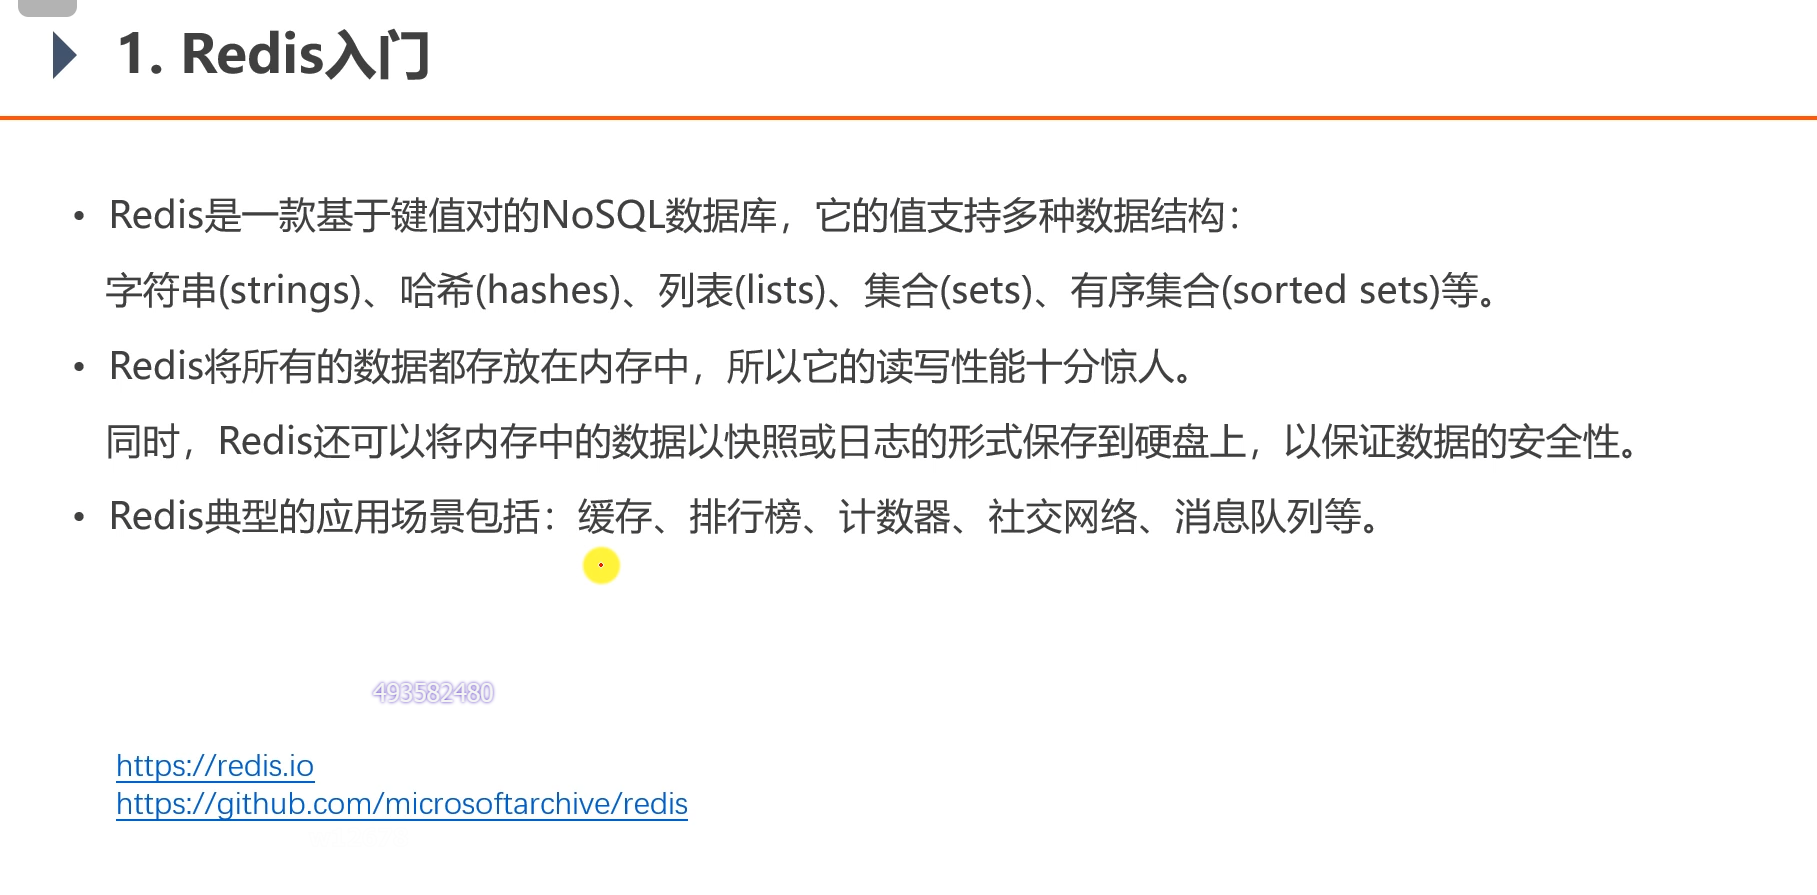 1. Redis入门
• Redis是一款基于键值对的NoSQL数据库，它的值支持多种数据结构：
字符串(strings)、哈希(hashes)、列表(lists)、集合(sets)、有序集合(sorted sets)等。
• Redis将所有的数据都存放在内存中，所以它的读写性能十分惊人。
同时，Redis还可以将内存中的数据以快照或日志的形式保存到硬盘上，以保证数据的安全性。
• Redis典型的应用场景包括：缓存、排行榜、计数器、社交网络、消息队列等。
493582480
https://redis.io
https://github.com/microsoftarchive/redis